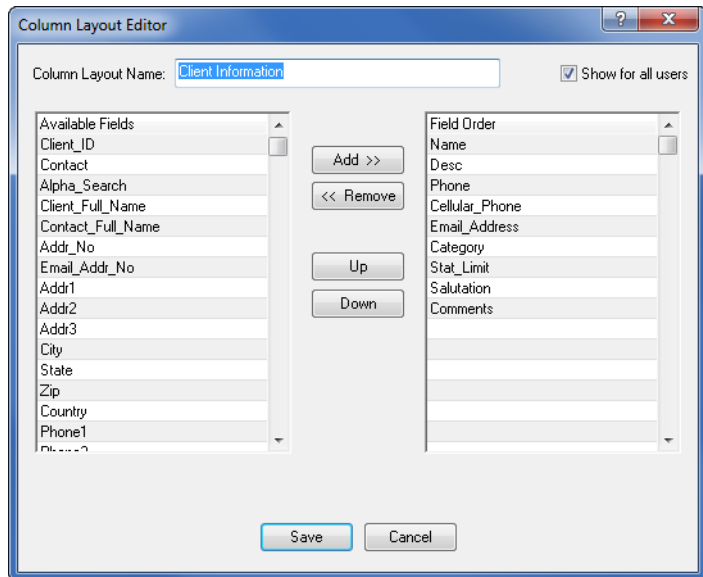 Column Layout Editor
Column Layout Name: Client Information
Show for all users
Available Fields
Client_ID
Contact
Alpha_Search
Client_Full_Name
Contact_Full_Name
Addr_No
Email_Addr_No
Addr1
Addr2
Addr3
City
State
Zip
Country
Phone1
Add >>
<< Remove
Up
Down
Field Order
Name
Desc
Phone
Cellular_Phone
Email_Address
Category
Stat_Limit
Salutation
Comments
Save
Cancel